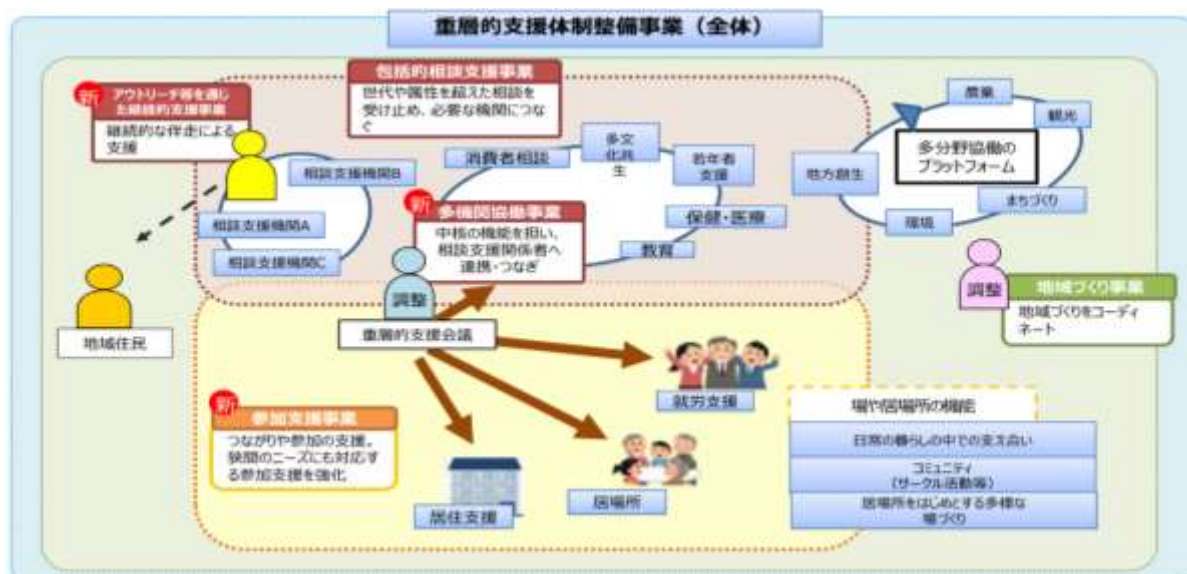 重層的支援体制整備事業（全体）
新
アウトリーチ等を通じ
た継続的支援事業
継続的な伴走による
支援
包括的相談支援事業
世代や属性を超えた相談を
受け止め、必要な機関につな
ぐ
相談支援機関B
相談支援機関A
相談支援機関C
消費者相談
多文
化共
生
若年者
支援
保健・医療
教育
新
多機関協働事業
中核の機能を担い、
相談支援関係者へ
連携・つなぎ
農業
観光
多分野協働の
プラットフォーム
地方創生
まちづくり
環境
調整
地域づくり事業
地域づくりをコーディ
ネート
地域住民
調整
重層的支援会議
新
参加支援事業
つながりや参加の支援。
狭間のニーズにも対応す
る参加支援を強化
就労支援
居場所
居住支援
場や居場所の機能
日常の暮らしの中での支え合い
コミュニティ
（サークル活動等）
居場所をはじめとする多様な
場づくり